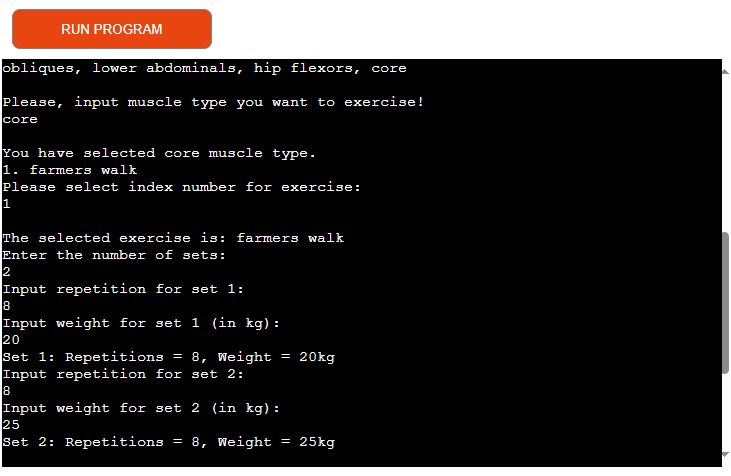 RUN PROGRAM
obliques, lower abdominals, hip flexors, core
Please, input muscle type you want to exercise!
core
You have selected core muscle type.
1. farmers walk
Please select index number for exercise:
1
The selected exercise is: farmers walk
Enter the number of sets:
2
Input repetition for set 1:
8
Input weight for set 1 (in kg):
20
Set 1: Repetitions = 8, Weight = 20kg
Input repetition for set 2:
8
Input weight for set 2 (in kg):
25
Set 2: Repetitions = 8, Weight = 25kg